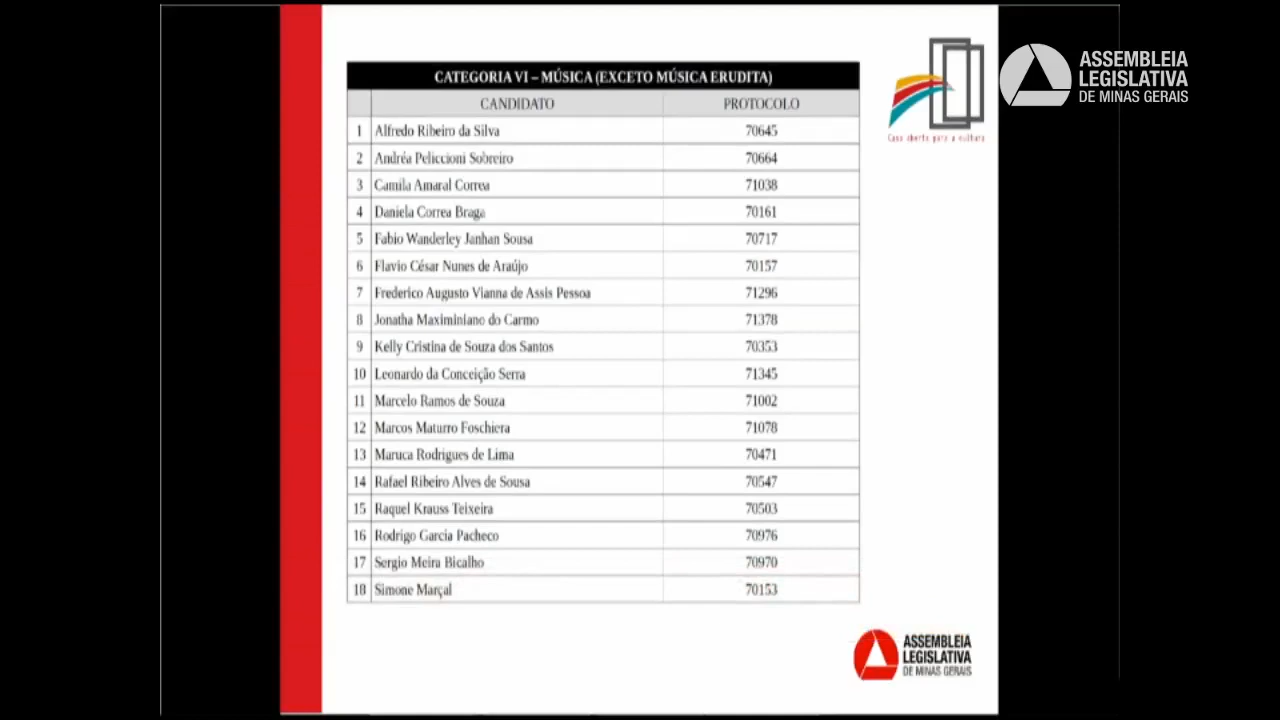 CATEGORIA VI – MÚSICA (EXCETO MÚSICA ERUDITA)
CANDIDATO PROTOCOLO
1 Alfredo Ribeiro da Silva 70645
2 Andréa Peliccioni Sobreiro 70664
3 Camila Amaral Correa 71038
4 Daniela Correa Braga 70161
5 Fabio Wanderley Janhan Sousa 70717
6 Flavio César Nunes de Araújo 70157
7 Frederico Augusto Vianna de Assis Pessoa 71296
8 Jonatha Maximiniano do Carmo 71378
9 Kelly Cristina de Souza dos Santos 70353
10 Leonardo da Conceição Serra 71345
11 Marcelo Ramos de Souza 71002
12 Marcos Maturro Foschiera 71078
13 Maruca Rodrigues de Lima 70471
14 Rafael Ribeiro Alves de Sousa 70547
15 Raquel Krauss Teixeira 70503
16 Rodrigo Garcia Pacheco 70976
17 Sergio Meira Bicalho 70970
18 Simone Marçal 70153
Casa aberta para a cultura
ASSEMBLEIA
LEGISLATIVA
DE MINAS GERAIS
ASSEMBLEIA
LEGISLATIVA
DE MINAS GERAIS